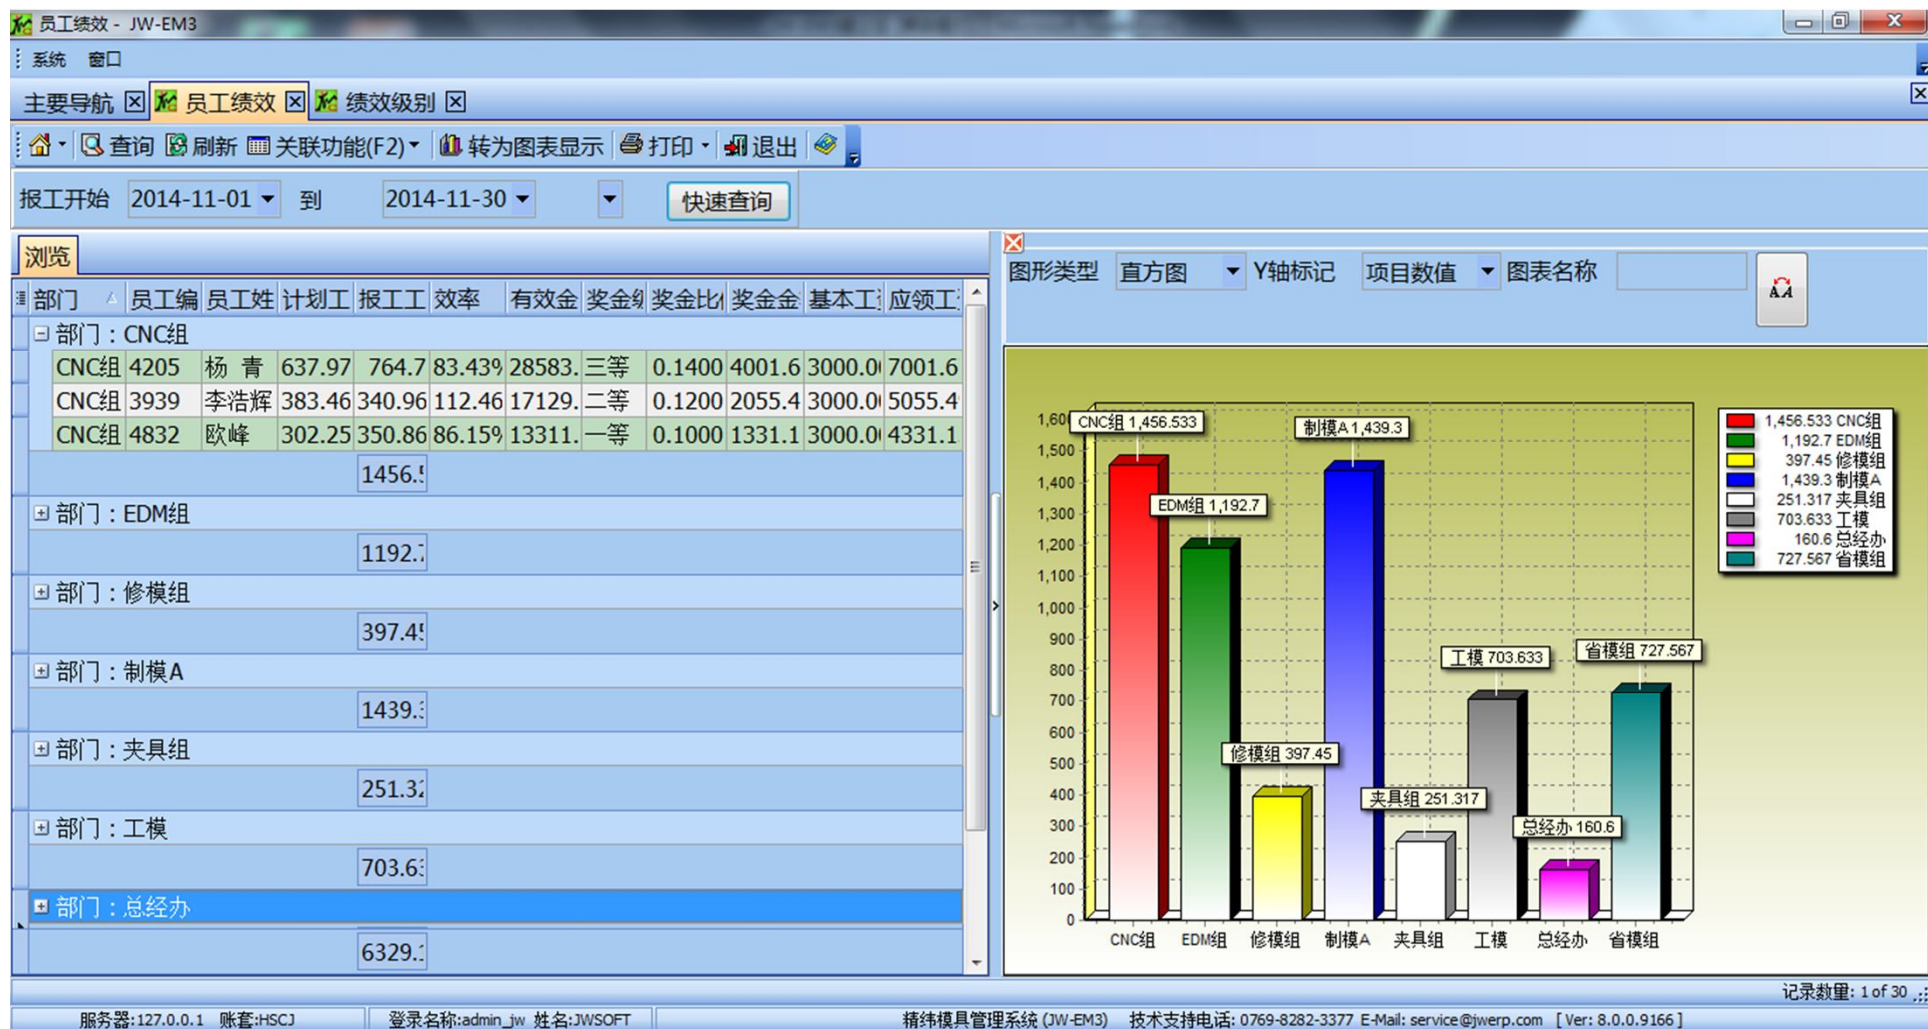 员工绩效 - JW-EM3
系统 窗口
主要导航 员工绩效 绩效级别
查询 刷新 关联功能(F2) 转为图表显示 打印 退出
报工开始 2014-11-01 到 2014-11-30 快速查询
浏览
部门 员工编 员工姓 计划工 报工工 效率 有效金 奖金级 奖金比 奖金金 基本工 应领工
部门：CNC组
CNC组 4205 杨 青 637.97 764.7 83.43% 28583. 三等 0.1400 4001.6 3000.0 7001.6
CNC组 3939 李浩辉 383.46 340.96 112.46 17129. 二等 0.1200 2055.4 3000.0 5055.4
CNC组 4832 欧峰 302.25 350.86 86.15% 13311. 一等 0.1000 1331.1 3000.0 4331.1
1456.5
部门：EDM组
1192.7
部门：修模组
397.45
部门：制模A
1439.3
部门：夹具组
251.32
部门：工模
703.63
部门：总经办
6329.1
图形类型 直方图 Y轴标记 项目数值 图表名称
1,600
1,500
1,400
1,300
1,200
1,100
1,000
900
800
700
600
500
400
300
200
100
0
CNC组 1,456.533
EDM组 1,192.7
修模组 397.45
制模A 1,439.3
夹具组 251.317
工模 703.633
总经办 160.6
省模组 727.567
CNC组 EDM组 修模组 制模A 夹具组 工模 总经办 省模组
1,456.533 CNC组
1,192.7 EDM组
397.45 修模组
1,439.3 制模A
251.317 夹具组
703.633 工模
160.6 总经办
727.567 省模组
记录数量: 1 of 30
服务器:127.0.0.1 账套:HSCJ 登录名称:admin_jw 姓名:JWSOFT 精纬模具管理系统 (JW-EM3) 技术支持电话: 0769-8282-3377 E-Mail: service@jwerp.com [ Ver: 8.0.0.9166 ]